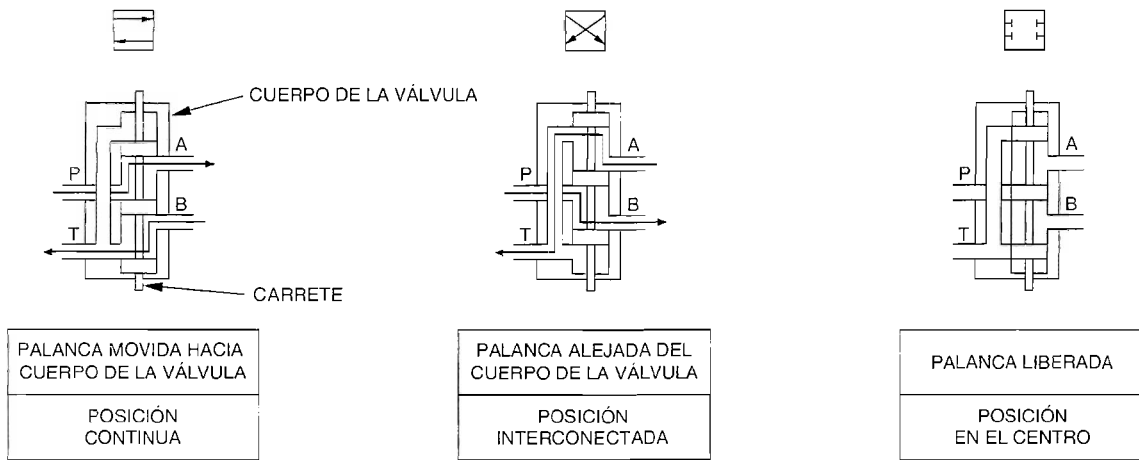 CUERPO DE LA VÁLVULA
A
P
B
T
CARRETE
PALANCA MOVIDA HACIA
CUERPO DE LA VÁLVULA
POSICIÓN
CONTINUA
A
P
B
T
PALANCA ALEJADA DEL
CUERPO DE LA VÁLVULA
POSICIÓN
INTERCONECTADA
A
P
B
T
PALANCA LIBERADA
POSICIÓN
EN EL CENTRO